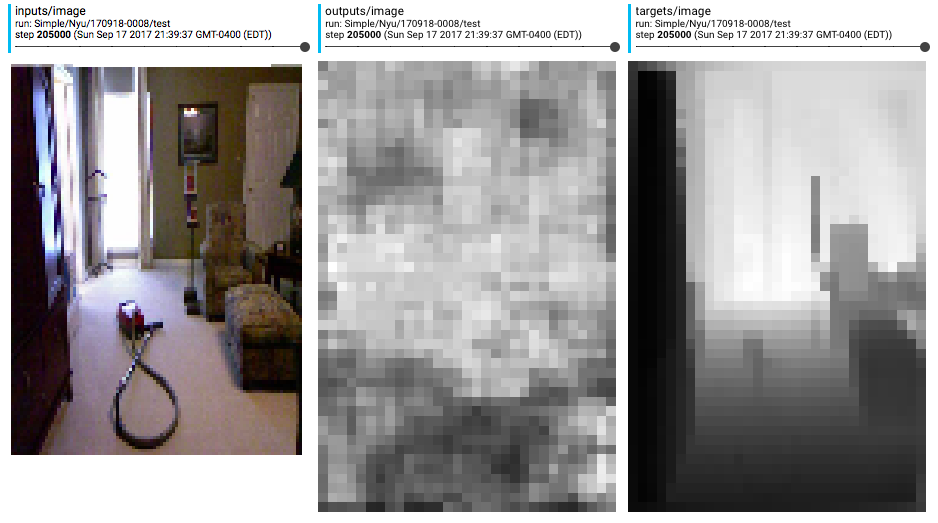 inputs/image
run: Simple/Nyu/170918-0008/test
step 205000 (Sun Sep 17 2017 21:39:37 GMT-0400 (EDT))
outputs/image
run: Simple/Nyu/170918-0008/test
step 205000 (Sun Sep 17 2017 21:39:37 GMT-0400 (EDT))
targets/image
run: Simple/Nyu/170918-0008/test
step 205000 (Sun Sep 17 2017 21:39:37 GMT-0400 (EDT))